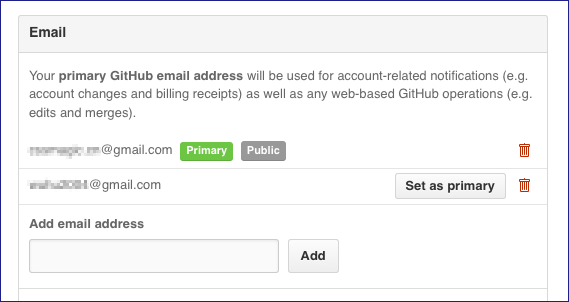 Email
Your primary GitHub email address will be used for account-related notifications (e.g.
account changes and billing receipts) as well as any web-based GitHub operations (e.g.
edits and merges).
@gmail.com Primary Public
@gmail.com Set as primary
Add email address
Add